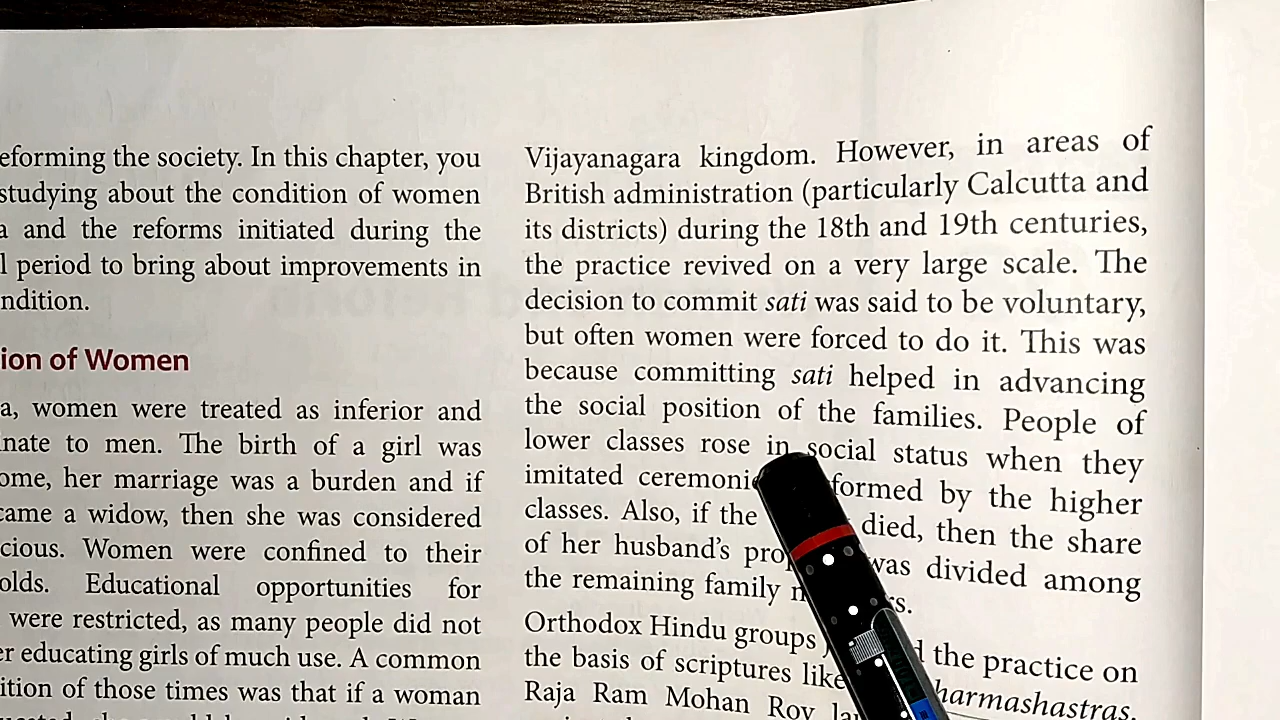 eforming the society. In this chapter, you
studying about the condition of women
a and the reforms initiated during the
l period to bring about improvements in
ndition.
ion of Women
a, women were treated as inferior and
nate to men. The birth of a girl was
ome, her marriage was a burden and if
came a widow, then she was considered
cious. Women were confined to their
olds. Educational opportunities for
were restricted, as many people did not
er educating girls of much use. A common
ition of those times was that if a woman
Vijayanagara kingdom. However, in areas of
British administration (particularly Calcutta and
its districts) during the 18th and 19th centuries,
the practice revived on a very large scale. The
decision to commit sati was said to be voluntary,
but often women were forced to do it. This was
because committing sati helped in advancing
the social position of the families. People of
lower classes rose in social status when they
imitated ceremoni formed by the higher
classes. Also, if the died, then the share
of her husband's pro was divided among
the remaining family rs.
Orthodox Hindu groups d the practice on
the basis of scriptures like harmashastras.
Raja Ram Mohan Roy la